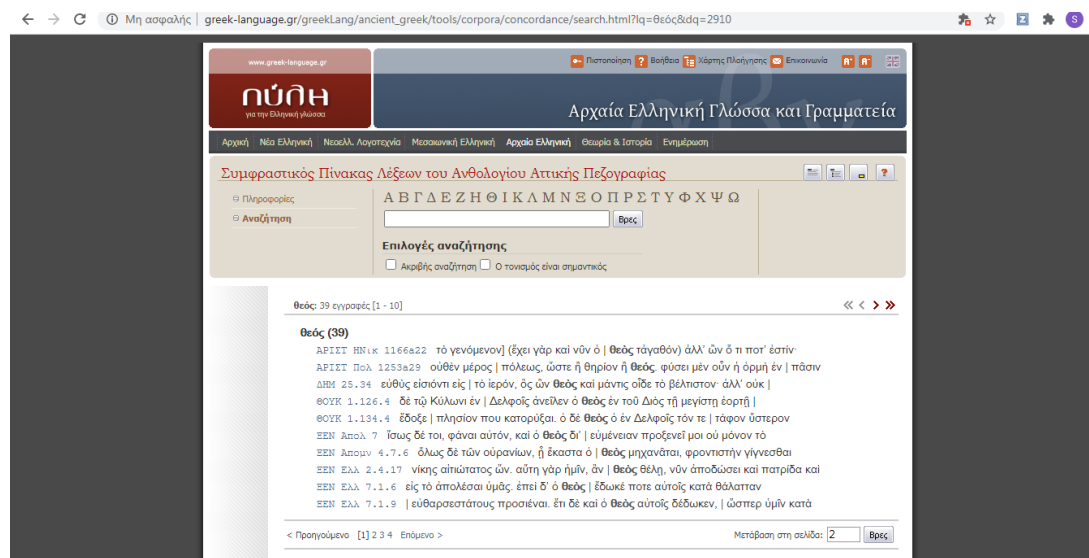 Μη ασφαλής | greek-language.gr/greekLang/ancient_greek/tools/corpora/concordance/search.html?lq=θεός&dq=2910
S
www.greek-language.gr
Πιστοποίηση ? Βοήθεια Χάρτης Πλοήγησης Επικοινωνία
πύλη
για την Ελληνική γλώσσα
Αρχαία Ελληνική Γλώσσα και Γραμματεία
Αρχική Νέα Ελληνική Νεοελλ. Λογοτεχνία Μεσαιωνική Ελληνική Αρχαία Ελληνική Θεωρία & Ιστορία Ενημέρωση
Συμφραστικός Πίνακας Λέξεων του Ανθολογίου Αττικής Πεζογραφίας
Πληροφορίες
Αναζήτηση
Α Β Γ Δ Ε Ζ Η Θ Ι Κ Λ Μ Ν Ξ Ο Π Ρ Σ Τ Υ Φ Χ Ψ Ω
Βρες
Επιλογές αναζήτησης
Ακριβής αναζήτηση Ο τονισμός είναι σημαντικός
θεός: 39 εγγραφές [1 - 10]
θεός (39)
ΑΡΙΣΤ ΗΝικ 1166a22 τὸ γενόμενον] (ἔχει γὰρ καὶ νῦν ὁ | θεὸς τἀγαθόν) ἀλλ' ὢν ὅ τι ποτ' ἐστίν·
ΑΡΙΣΤ Πολ 1253a29 οὐθὲν μέρος | πόλεως, ὥστε ἢ θηρίον ἢ θεός. φύσει μὲν οὖν ἡ ὁρμὴ ἐν | πᾶσιν
ΔΗΜ 25.34 εὐθὺς εἰσιόντι εἰς | τὸ ἱερόν, ὃς ὢν θεὸς καὶ μάντις οἶδε τὸ βέλτιστον· ἀλλ' οὐκ |
ΘΟΥΚ 1.126.4 δὲ τῷ Κύλωνι ἐν | Δελφοῖς ἀνεῖλεν ὁ θεὸς ἐν τοῦ Διὸς τῇ μεγίστῃ ἑορτῇ |
ΘΟΥΚ 1.134.4 ἔδοξε | πλησίον που κατορύξαι. ὁ δὲ θεὸς ὁ ἐν Δελφοῖς τόν τε | τάφον ὕστερον
ΞΕΝ Απολ 7 ἴσως δέ τοι, φάναι αὐτόν, καὶ ὁ θεὸς δι' | εὐμένειαν προξενεῖ μοι οὐ μόνον τὸ
ΞΕΝ Απομν 4.7.6 ὅλως δὲ τῶν οὐρανίων, ᾗ ἕκαστα ὁ | θεὸς μηχανᾶται, φροντιστὴν γίγνεσθαι
ΞΕΝ Ελλ 2.4.17 νίκης αἰτιώτατος ὤν. αὕτη γὰρ ἡμῖν, ἂν | θεὸς θέλῃ, νῦν ἀποδώσει καὶ πατρίδα καὶ
ΞΕΝ Ελλ 7.1.6 εἰς τὸ ἀπολέσαι ὑμᾶς. ἐπεὶ δ' ὁ θεὸς | ἔδωκέ ποτε αὐτοῖς κατὰ θάλατταν
ΞΕΝ Ελλ 7.1.9 | εὐθαρσεστάτους προσιέναι. ἔτι δὲ καὶ ὁ θεὸς αὐτοῖς δέδωκεν, | ὥσπερ ὑμῖν κατὰ
< Προηγούμενο [1] 2 3 4 Επόμενο >
Μετάβαση στη σελίδα: 2 Βρες